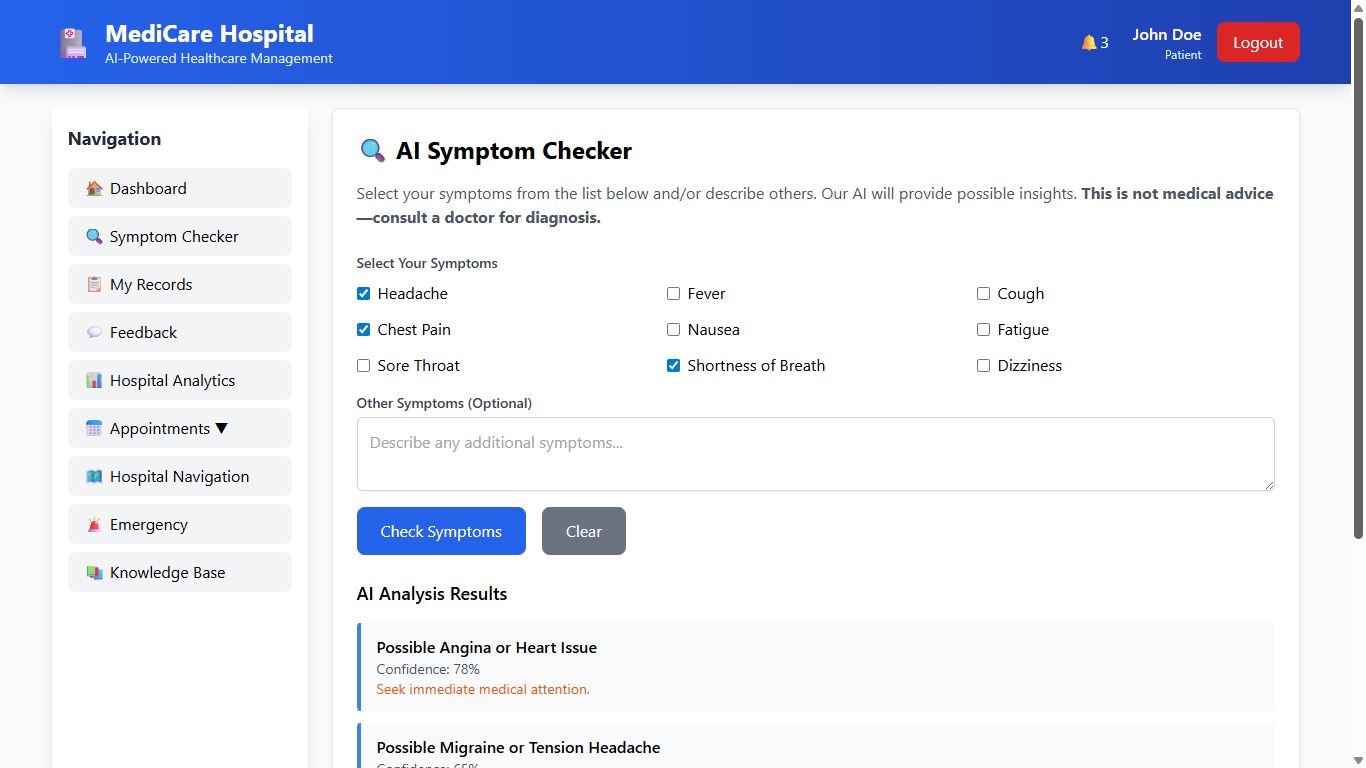 MediCare Hospital
AI-Powered Healthcare Management
3
John Doe
Patient
Logout
Navigation
Dashboard
Symptom Checker
My Records
Feedback
Hospital Analytics
Appointments ▼
Hospital Navigation
Emergency
Knowledge Base
AI Symptom Checker
Select your symptoms from the list below and/or describe others. Our AI will provide possible insights. This is not medical advice
—consult a doctor for diagnosis.
Select Your Symptoms
Headache
Fever
Cough
Chest Pain
Nausea
Fatigue
Sore Throat
Shortness of Breath
Dizziness
Other Symptoms (Optional)
Describe any additional symptoms...
Check Symptoms
Clear
AI Analysis Results
Possible Angina or Heart Issue
Confidence: 78%
Seek immediate medical attention.
Possible Migraine or Tension Headache
Confidence: 65%